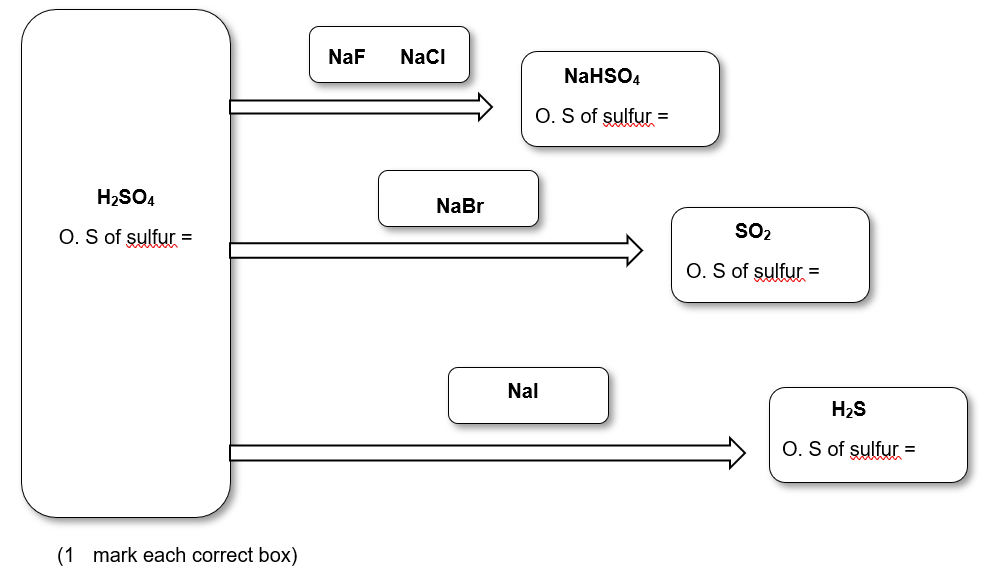 NaF NaCl
NaHSO₄
O. S of sulfur =
H₂SO₄
O. S of sulfur =
NaBr
SO₂
O. S of sulfur =
NaI
H₂S
O. S of sulfur =
(1 mark each correct box)